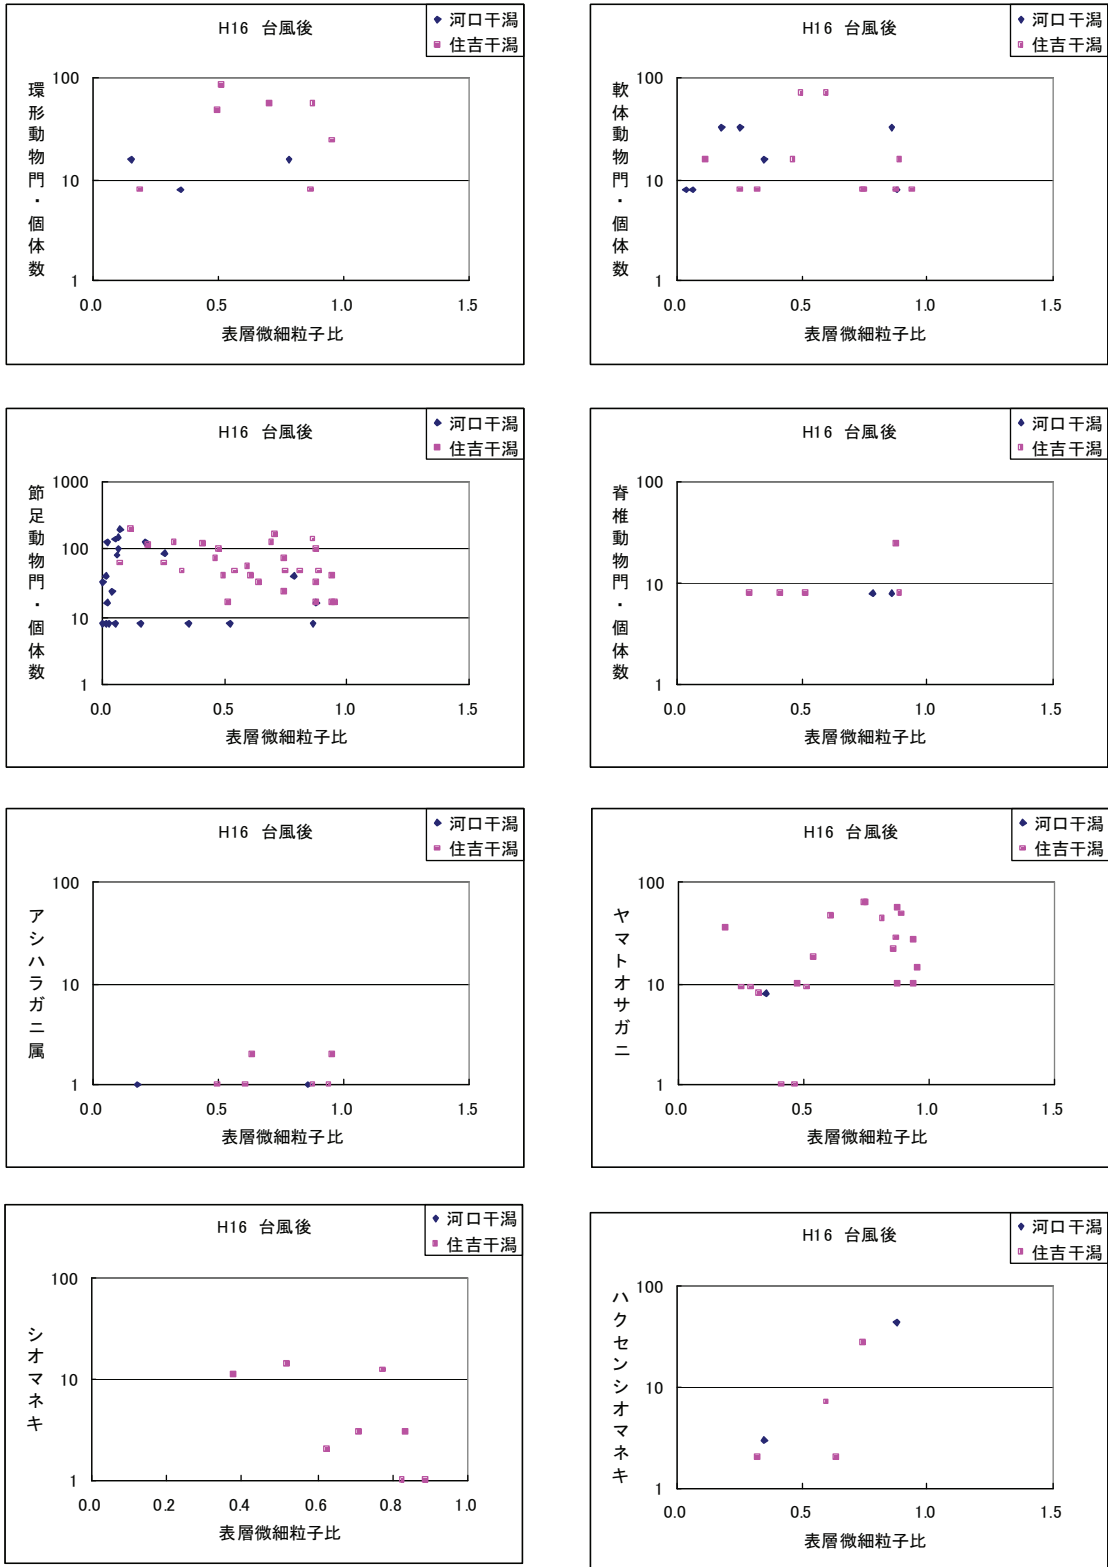 H16 台風後
河口干潟
住吉干潟
環形動物門・個体数
100
10
1
0.0 0.5 1.0 1.5
表層微細粒子比
H16 台風後
河口干潟
住吉干潟
軟体動物門・個体数
100
10
1
0.0 0.5 1.0 1.5
表層微細粒子比
H16 台風後
河口干潟
住吉干潟
節足動物門・個体数
1000
100
10
1
0.0 0.5 1.0 1.5
表層微細粒子比
H16 台風後
河口干潟
住吉干潟
脊椎動物門・個体数
100
10
1
0.0 0.5 1.0 1.5
表層微細粒子比
H16 台風後
河口干潟
住吉干潟
アシハラガニ属
100
10
1
0.0 0.5 1.0 1.5
表層微細粒子比
H16 台風後
河口干潟
住吉干潟
ヤマトオサガニ
100
10
1
0.0 0.5 1.0 1.5
表層微細粒子比
H16 台風後
河口干潟
住吉干潟
シオマネキ
100
10
1
0.0 0.2 0.4 0.6 0.8 1.0
表層微細粒子比
H16 台風後
河口干潟
住吉干潟
ハクセンシオマネキ
100
10
1
0.0 0.5 1.0 1.5
表層微細粒子比